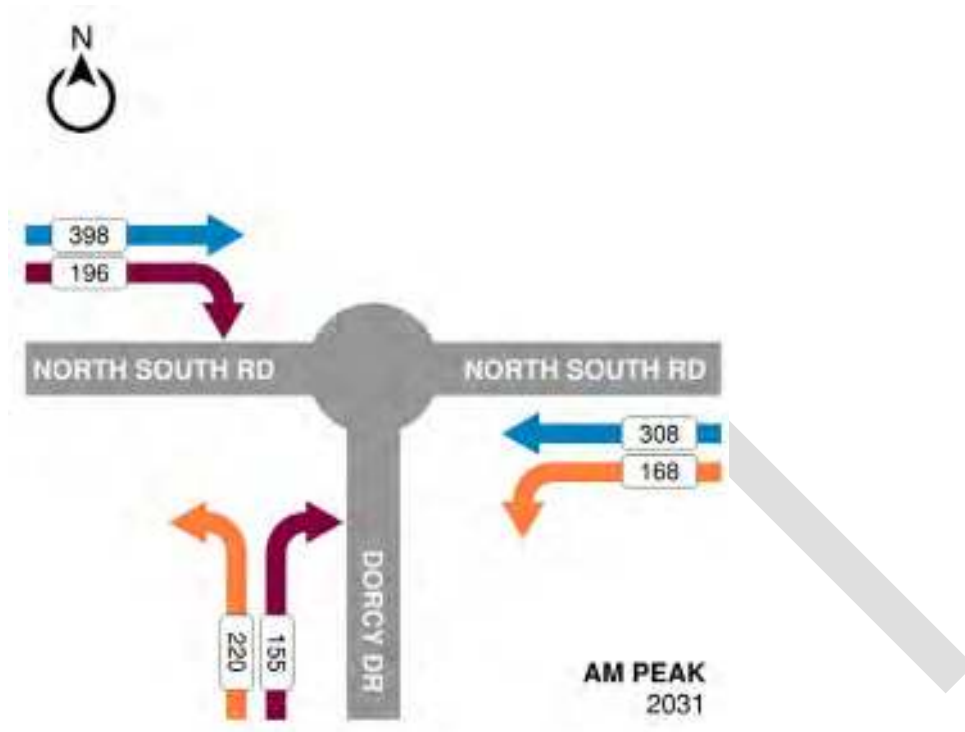 N
398
196
NORTH SOUTH RD
NORTH SOUTH RD
308
168
220
155
DORCY DR
AM PEAK
2031